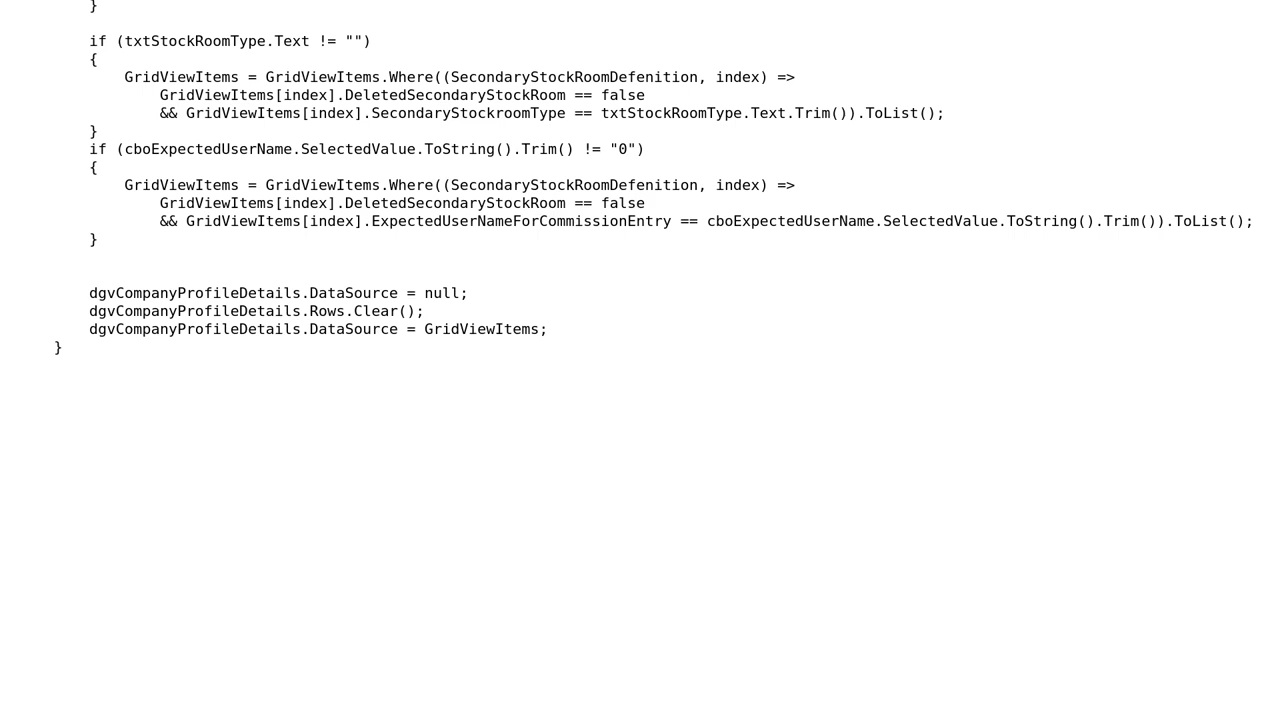 }
if (txtStockRoomType.Text != "")
{
GridViewItems = GridViewItems.Where((SecondaryStockRoomDefenition, index) =>
GridViewItems[index].DeletedSecondaryStockRoom == false
&& GridViewItems[index].SecondaryStockroomType == txtStockRoomType.Text.Trim()).ToList();
}
if (cboExpectedUserName.SelectedValue.ToString().Trim() != "0")
{
GridViewItems = GridViewItems.Where((SecondaryStockRoomDefenition, index) =>
GridViewItems[index].DeletedSecondaryStockRoom == false
&& GridViewItems[index].ExpectedUserNameForCommissionEntry == cboExpectedUserName.SelectedValue.ToString().Trim()).ToList();
}
dgvCompanyProfileDetails.DataSource = null;
dgvCompanyProfileDetails.Rows.Clear();
dgvCompanyProfileDetails.DataSource = GridViewItems;
}